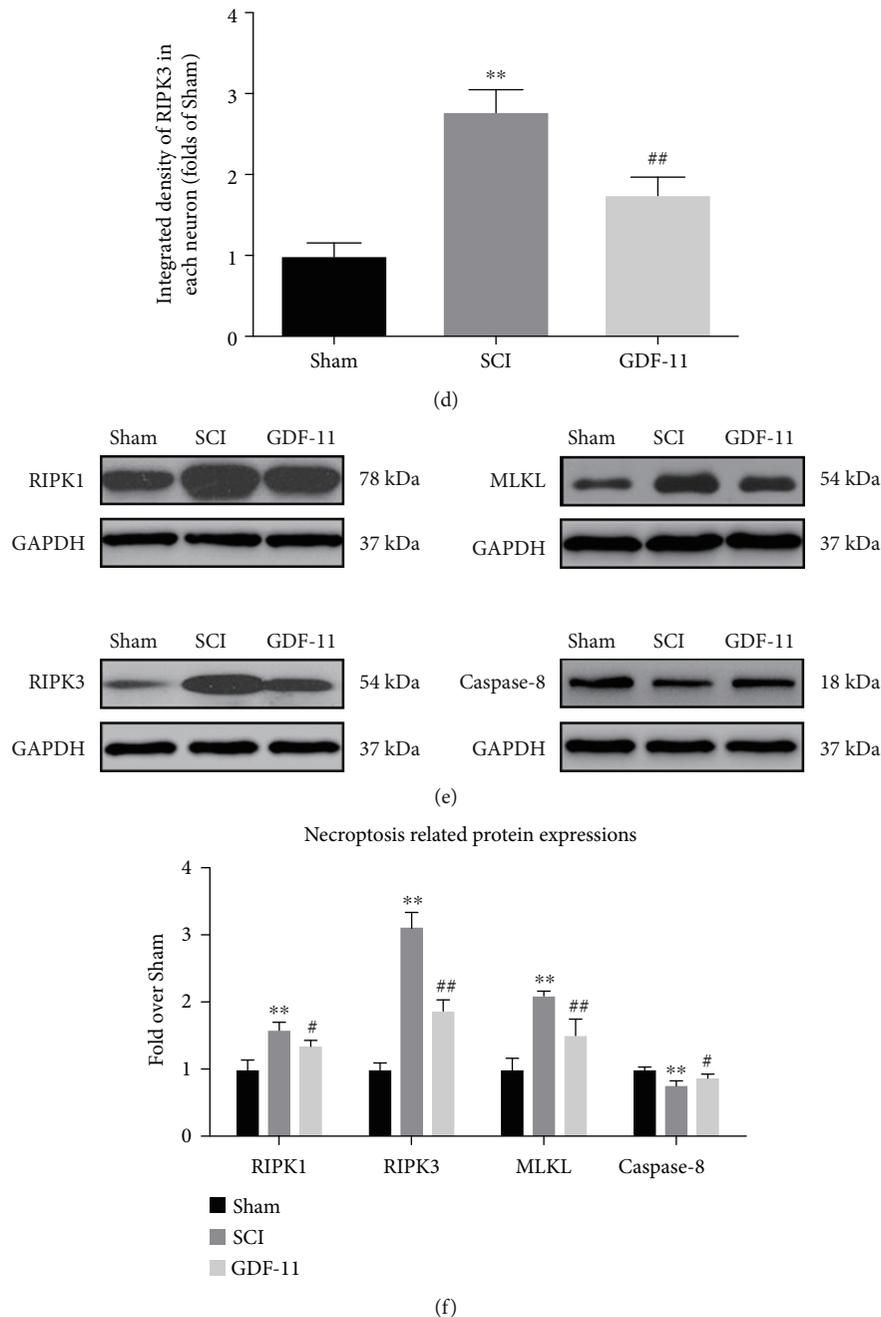 4
3
2
1
0
Integrated density of RIPK3 in
each neuron (folds of Sham)
**
##
Sham SCI GDF-11
(d)
Sham SCI GDF-11
RIPK1 78 kDa
GAPDH 37 kDa
Sham SCI GDF-11
MLKL 54 kDa
GAPDH 37 kDa
Sham SCI GDF-11
RIPK3 54 kDa
GAPDH 37 kDa
Sham SCI GDF-11
Caspase-8 18 kDa
GAPDH 37 kDa
(e)
Necroptosis related protein expressions
4
3
2
1
0
Fold over Sham
** #
** ##
** ##
** #
RIPK1 RIPK3 MLKL Caspase-8
Sham
SCI
GDF-11
(f)